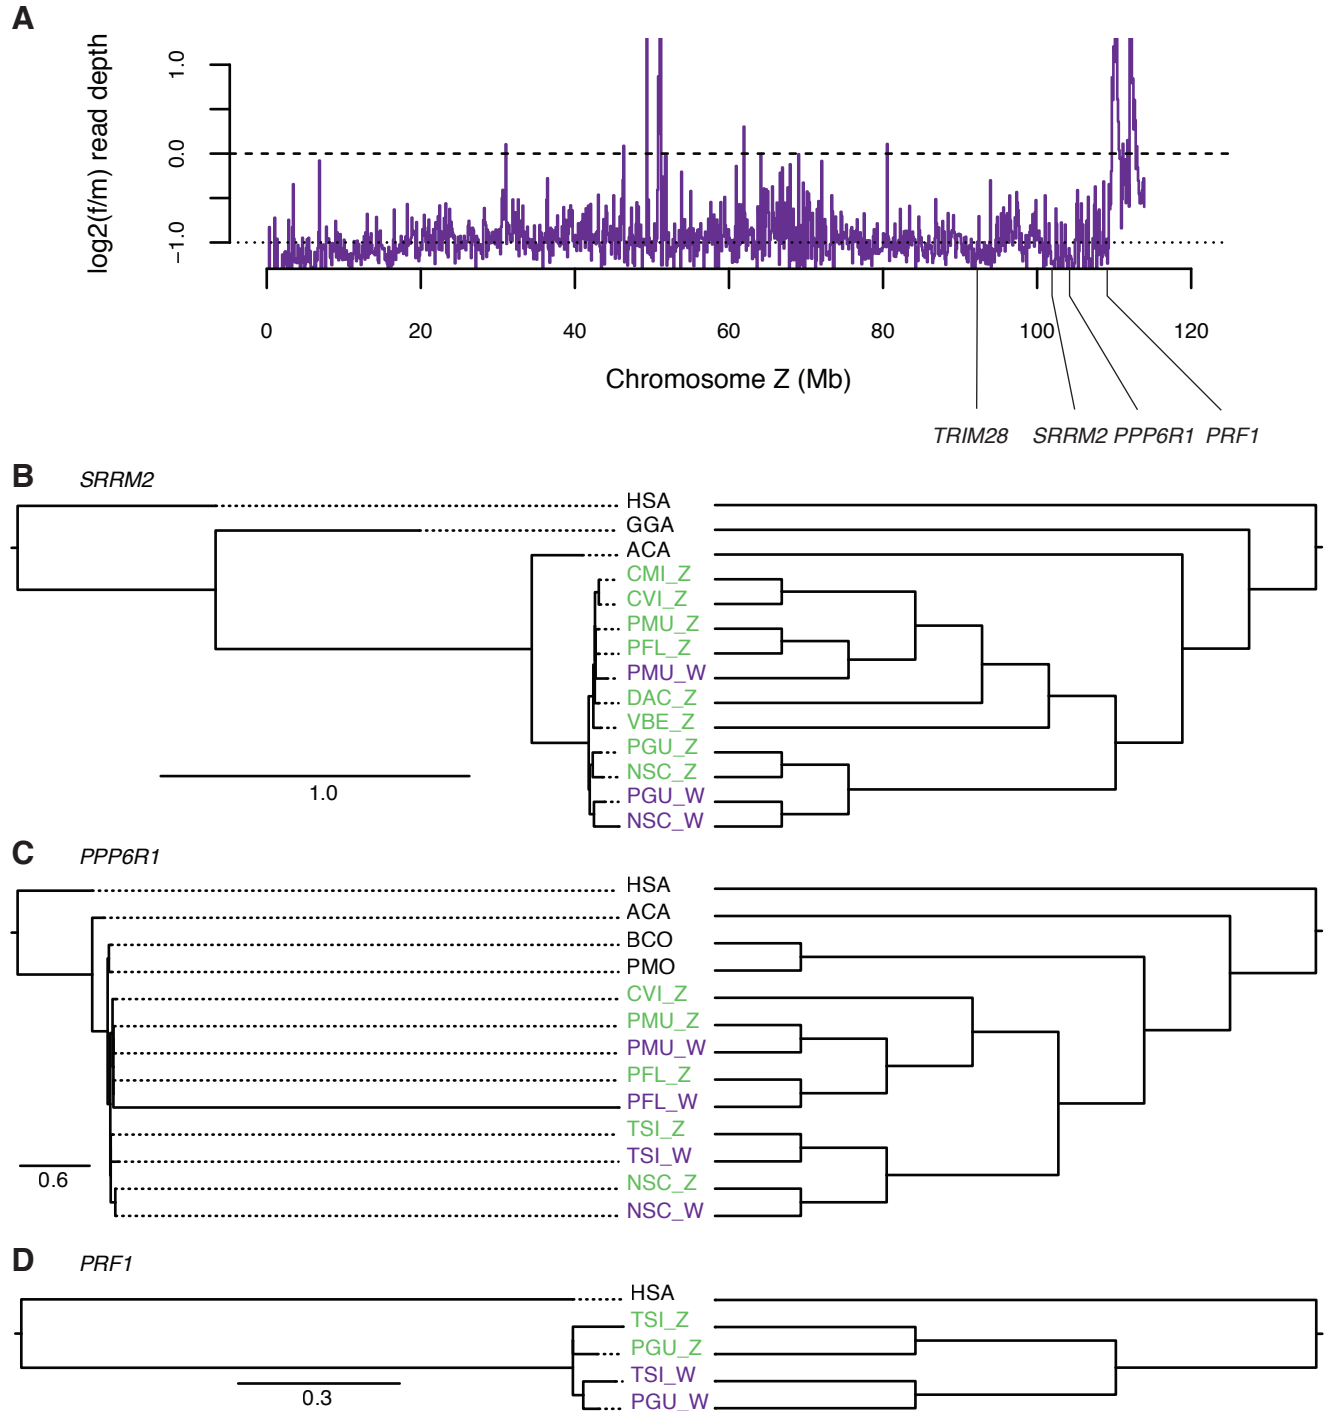 A
log2(f/m) read depth
1.0
0.0
−1.0
0 20 40 60 80 100 120
Chromosome Z (Mb)
TRIM28 SRRM2 PPP6R1 PRF1
B SRRM2
HSA
GGA
ACA
CMI_Z
CVI_Z
PMU_Z
PFL_Z
PMU_W
DAC_Z
VBE_Z
PGU_Z
NSC_Z
PGU_W
NSC_W
1.0
C PPP6R1
HSA
ACA
BCO
PMO
CVI_Z
PMU_Z
PMU_W
PFL_Z
PFL_W
TSI_Z
TSI_W
NSC_Z
NSC_W
0.6
D PRF1
HSA
TSI_Z
PGU_Z
TSI_W
PGU_W
0.3